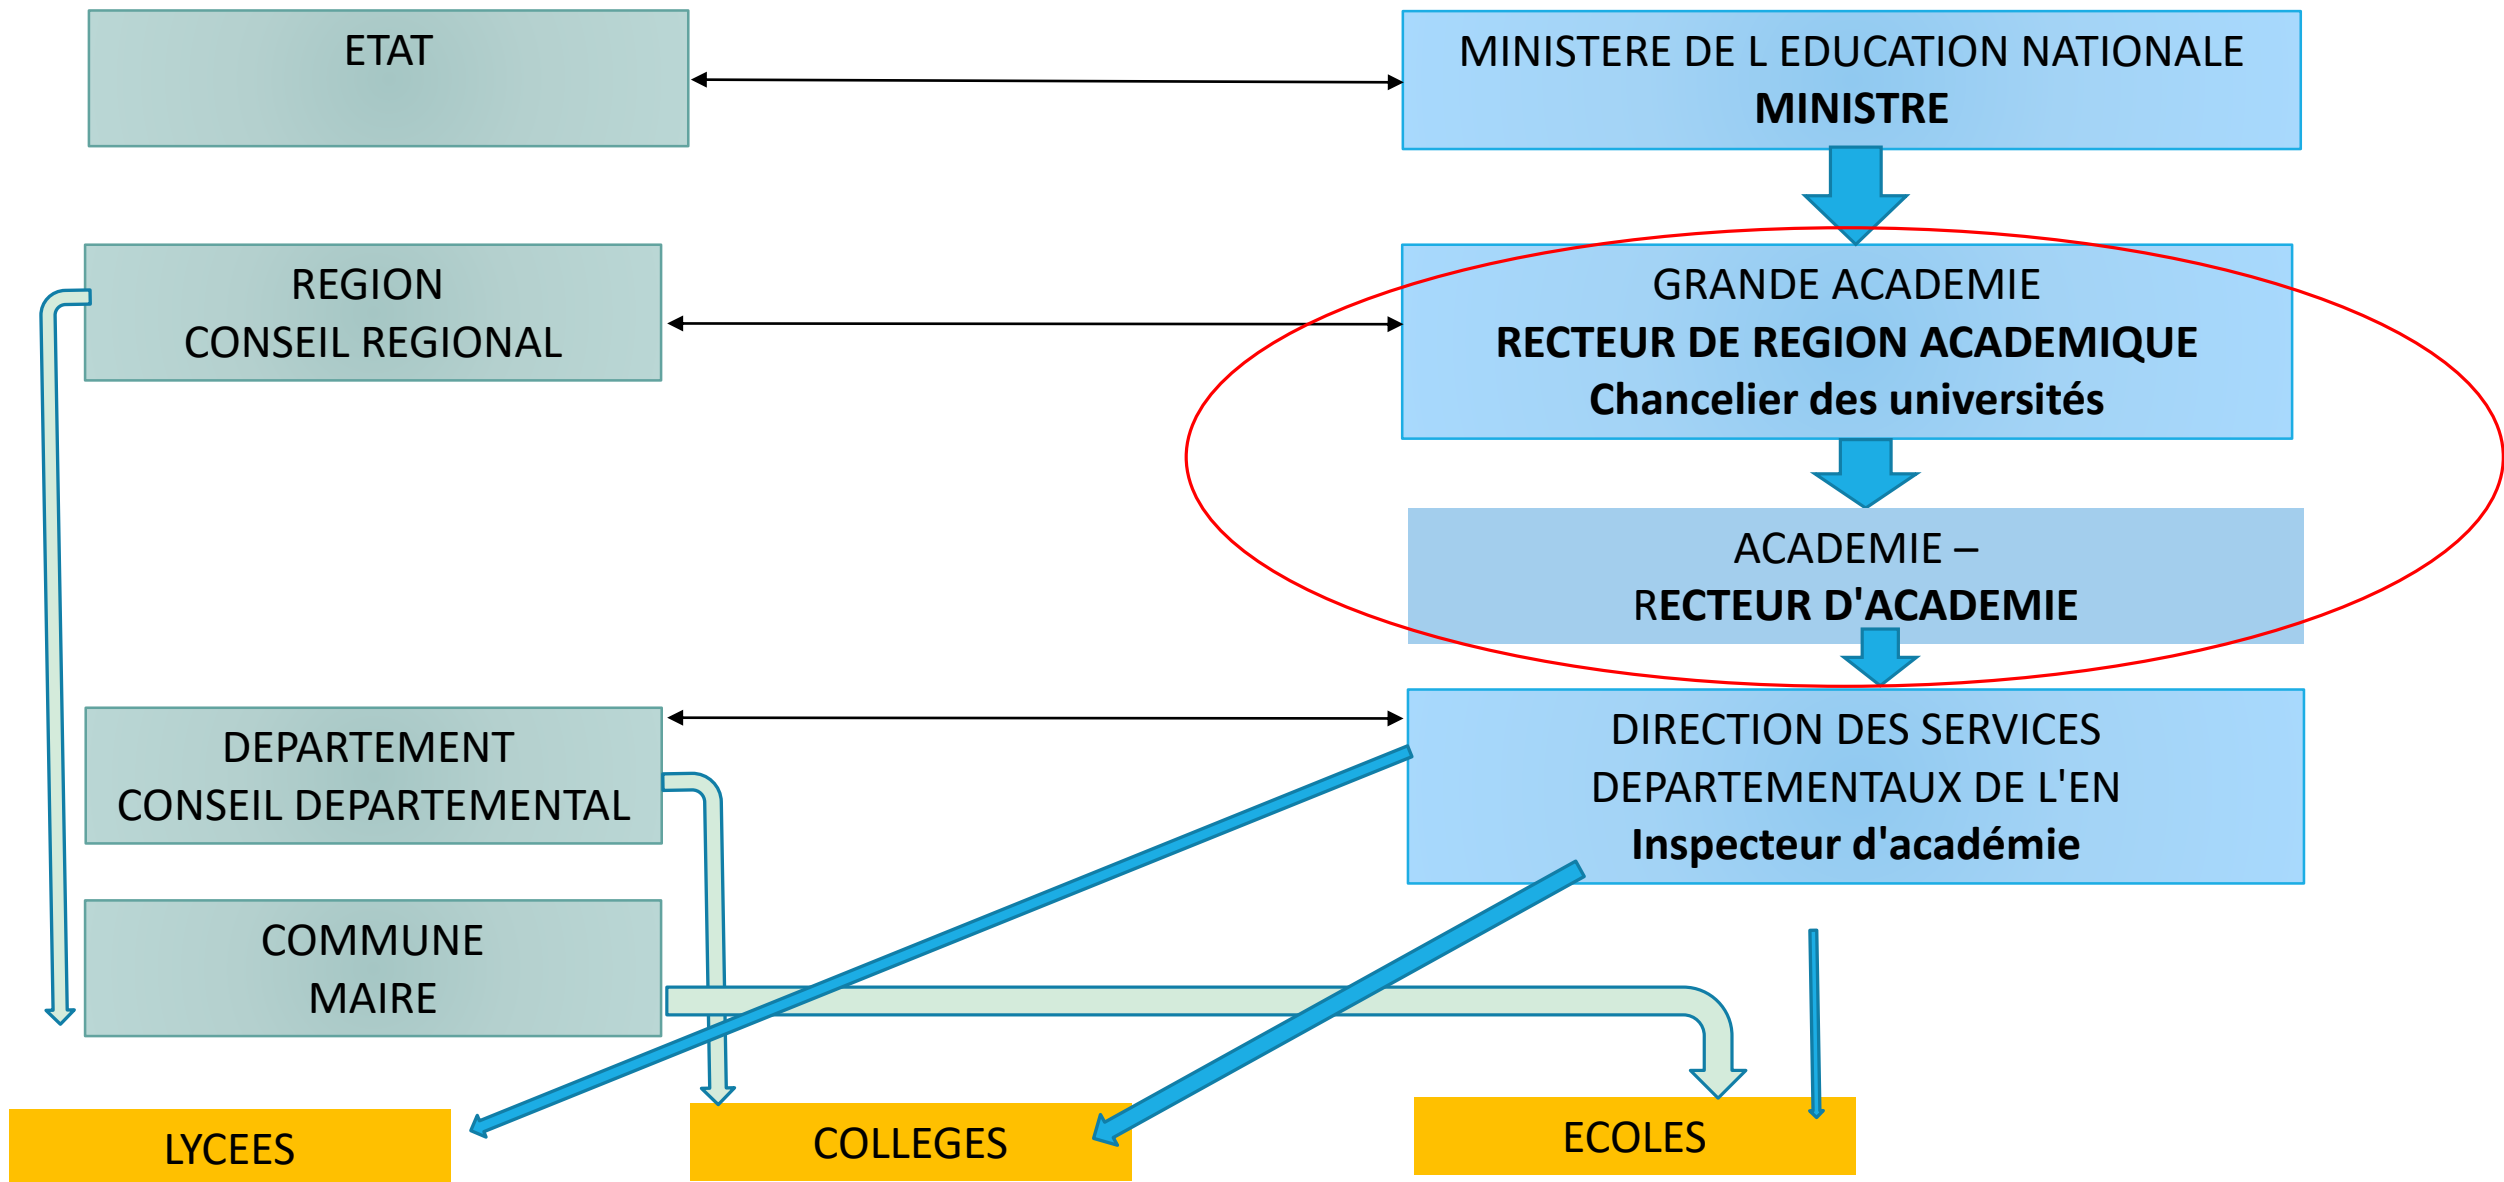 ETAT
MINISTERE DE L EDUCATION NATIONALE
MINISTRE
REGION
CONSEIL REGIONAL
GRANDE ACADEMIE
RECTEUR DE REGION ACADEMIQUE
Chancelier des universités
ACADEMIE –
RECTEUR D'ACADEMIE
DEPARTEMENT
CONSEIL DEPARTEMENTAL
DIRECTION DES SERVICES
DEPARTEMENTAUX DE L'EN
Inspecteur d'académie
COMMUNE
MAIRE
LYCEES
COLLEGES
ECOLES